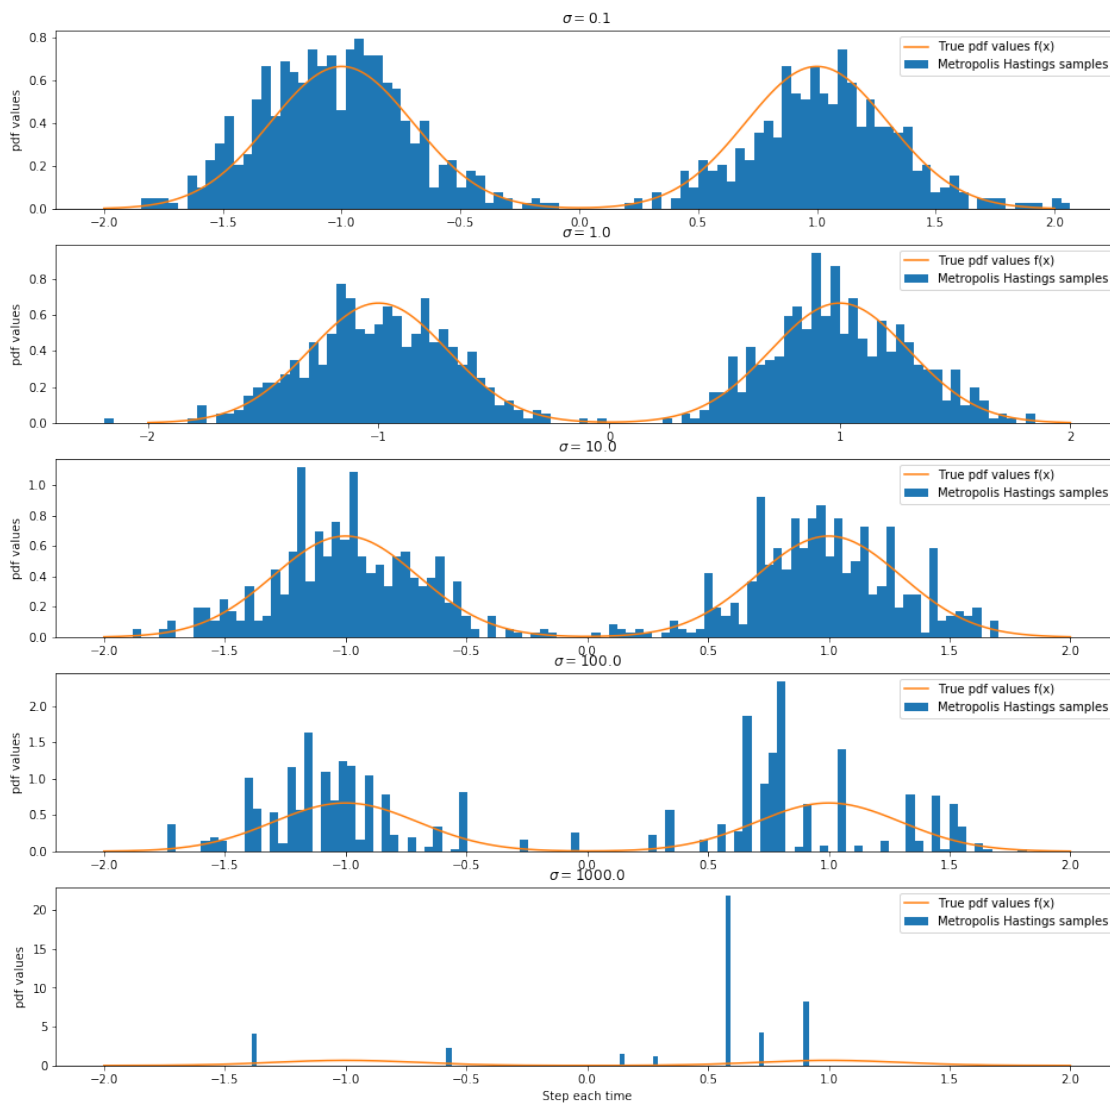 σ = 0.1
0.8
0.6
0.4
0.2
0.0
pdf values
True pdf values f(x)
Metropolis Hastings samples
−2.0 −1.5 −1.0 −0.5 0.0 0.5 1.0 1.5 2.0
σ = 1.0
0.8
0.6
0.4
0.2
0.0
pdf values
True pdf values f(x)
Metropolis Hastings samples
−2 −1 0 1 2
σ = 10.0
1.0
0.8
0.6
0.4
0.2
0.0
pdf values
True pdf values f(x)
Metropolis Hastings samples
−2.0 −1.5 −1.0 −0.5 0.0 0.5 1.0 1.5 2.0
σ = 100.0
2.0
1.5
1.0
0.5
0.0
pdf values
True pdf values f(x)
Metropolis Hastings samples
−2.0 −1.5 −1.0 −0.5 0.0 0.5 1.0 1.5 2.0
σ = 1000.0
20
15
10
5
0
pdf values
True pdf values f(x)
Metropolis Hastings samples
−2.0 −1.5 −1.0 −0.5 0.0 0.5 1.0 1.5 2.0
Step each time